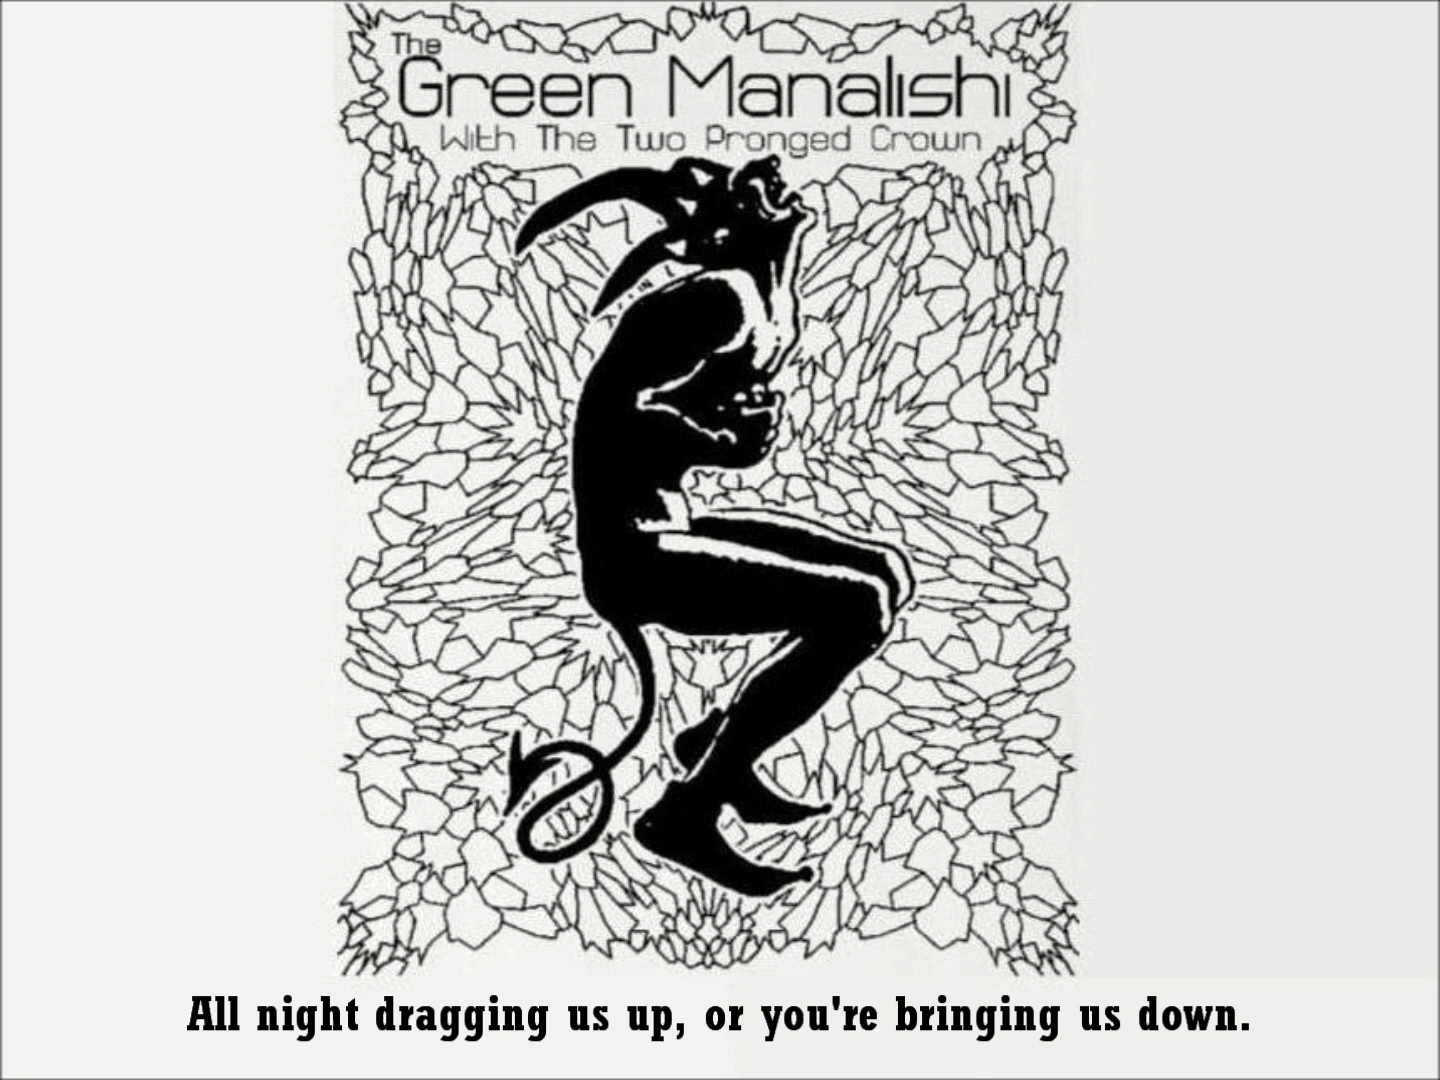 The
Green Manalishi
With The Two Pronged Crown
All night dragging us up, or you're bringing us down.